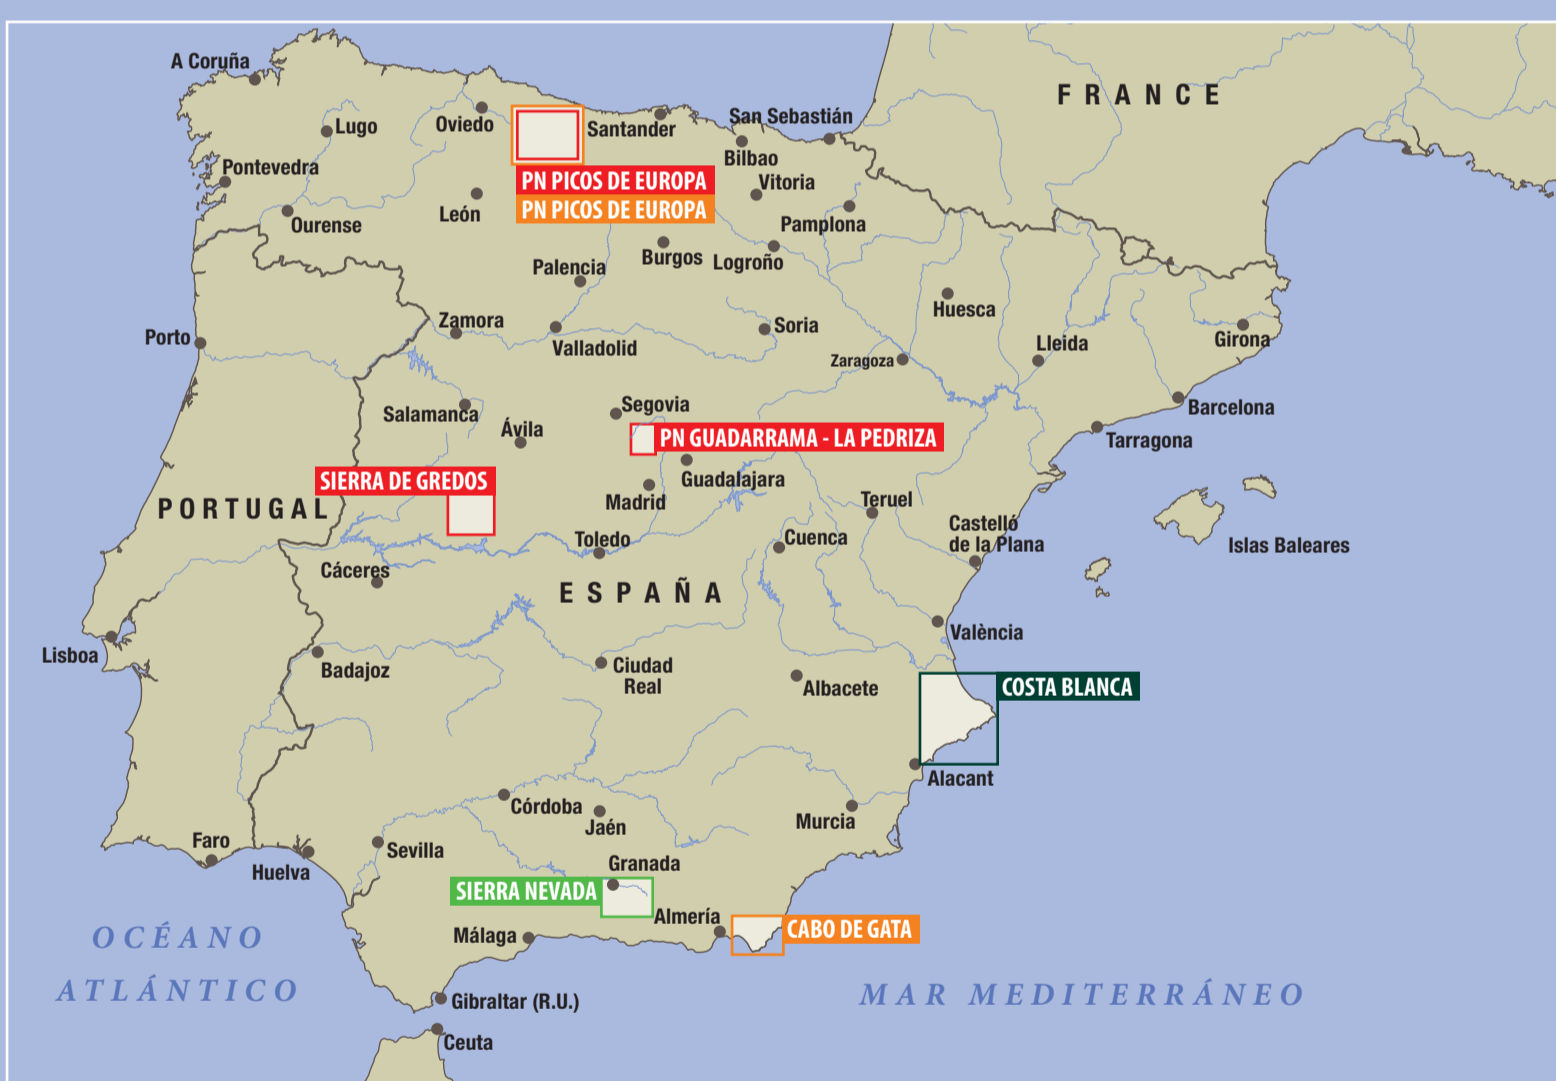 A Coruña
FRANCE
San Sebastián
Lugo
Oviedo
Santander
Bilbao
Pontevedra
PN PICOS DE EUROPA
Vitoria
León
PN PICOS DE EUROPA
Ourense
Pamplona
Burgos
Logroño
Palencia
Huesca
Zamora
Soria
Porto
Valladolid
Girona
Lleida
Zaragoza
Segovia
Barcelona
Salamanca
Ávila
PN GUADARRAMA - LA PEDRIZA
Tarragona
SIERRA DE GREDOS
Guadalajara
Madrid
Teruel
PORTUGAL
Castelló
de la Plana
Toledo
Cuenca
Islas Baleares
Cáceres
ESPAÑA
València
Lisboa
Badajoz
Ciudad
Real
Albacete
COSTA BLANCA
Alacant
Córdoba
Jaén
Murcia
Faro
Sevilla
Huelva
Granada
SIERRA NEVADA
Almería
CABO DE GATA
Málaga
OCÉANO
ATLÁNTICO
MAR MEDITERRÁNEO
Gibraltar (R.U.)
Ceuta